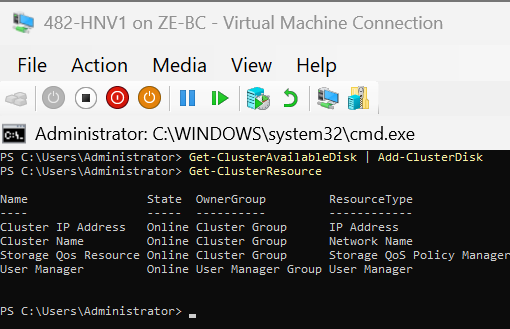 482-HNV1 on ZE-BC - Virtual Machine Connection
File Action Media View Help
Administrator: C:\WINDOWS\system32\cmd.exe
PS C:\Users\Administrator> Get-ClusterAvailableDisk | Add-ClusterDisk
PS C:\Users\Administrator> Get-ClusterResource
Name State OwnerGroup ResourceType
---- ----- ---------- ------------
Cluster IP Address Online Cluster Group IP Address
Cluster Name Online Cluster Group Network Name
Storage Qos Resource Online Cluster Group Storage QoS Policy Manager
User Manager Online User Manager Group User Manager
PS C:\Users\Administrator> _